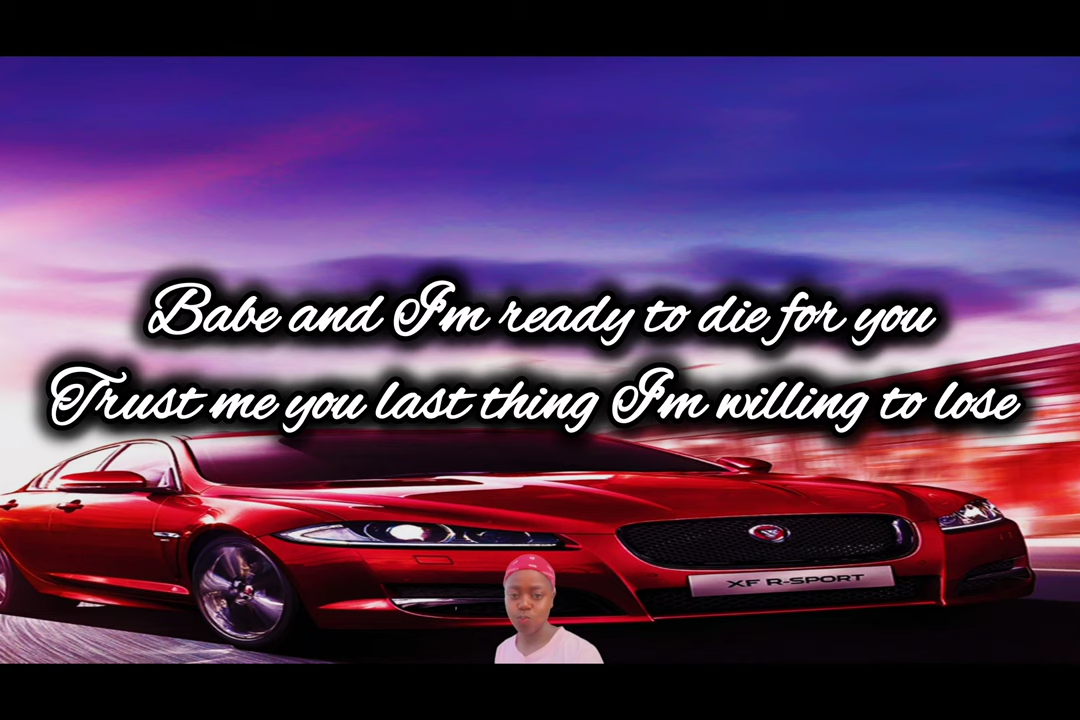 Babe and I'm ready to die for you
Trust me you last thing I'm willing to lose
XF R-SPORT